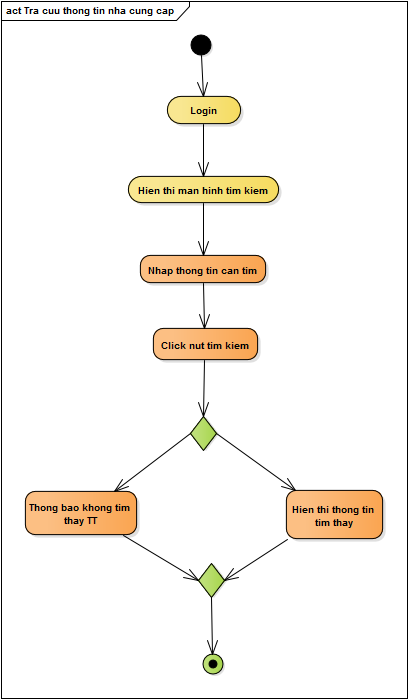 act Tra cuu thong tin nha cung cap
Login
Hien thi man hinh tim kiem
Nhap thong tin can tim
Click nut tim kiem
Thong bao khong tim
thay TT
Hien thi thong tin
tim thay